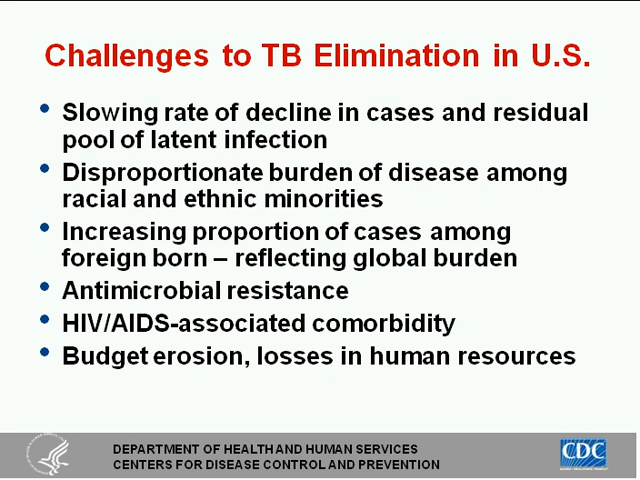 Challenges to TB Elimination in U.S.
• Slowing rate of decline in cases and residual
pool of latent infection
• Disproportionate burden of disease among
racial and ethnic minorities
• Increasing proportion of cases among
foreign born – reflecting global burden
• Antimicrobial resistance
• HIV/AIDS-associated comorbidity
• Budget erosion, losses in human resources
DEPARTMENT OF HEALTH AND HUMAN SERVICES
CENTERS FOR DISEASE CONTROL AND PREVENTION
CDC